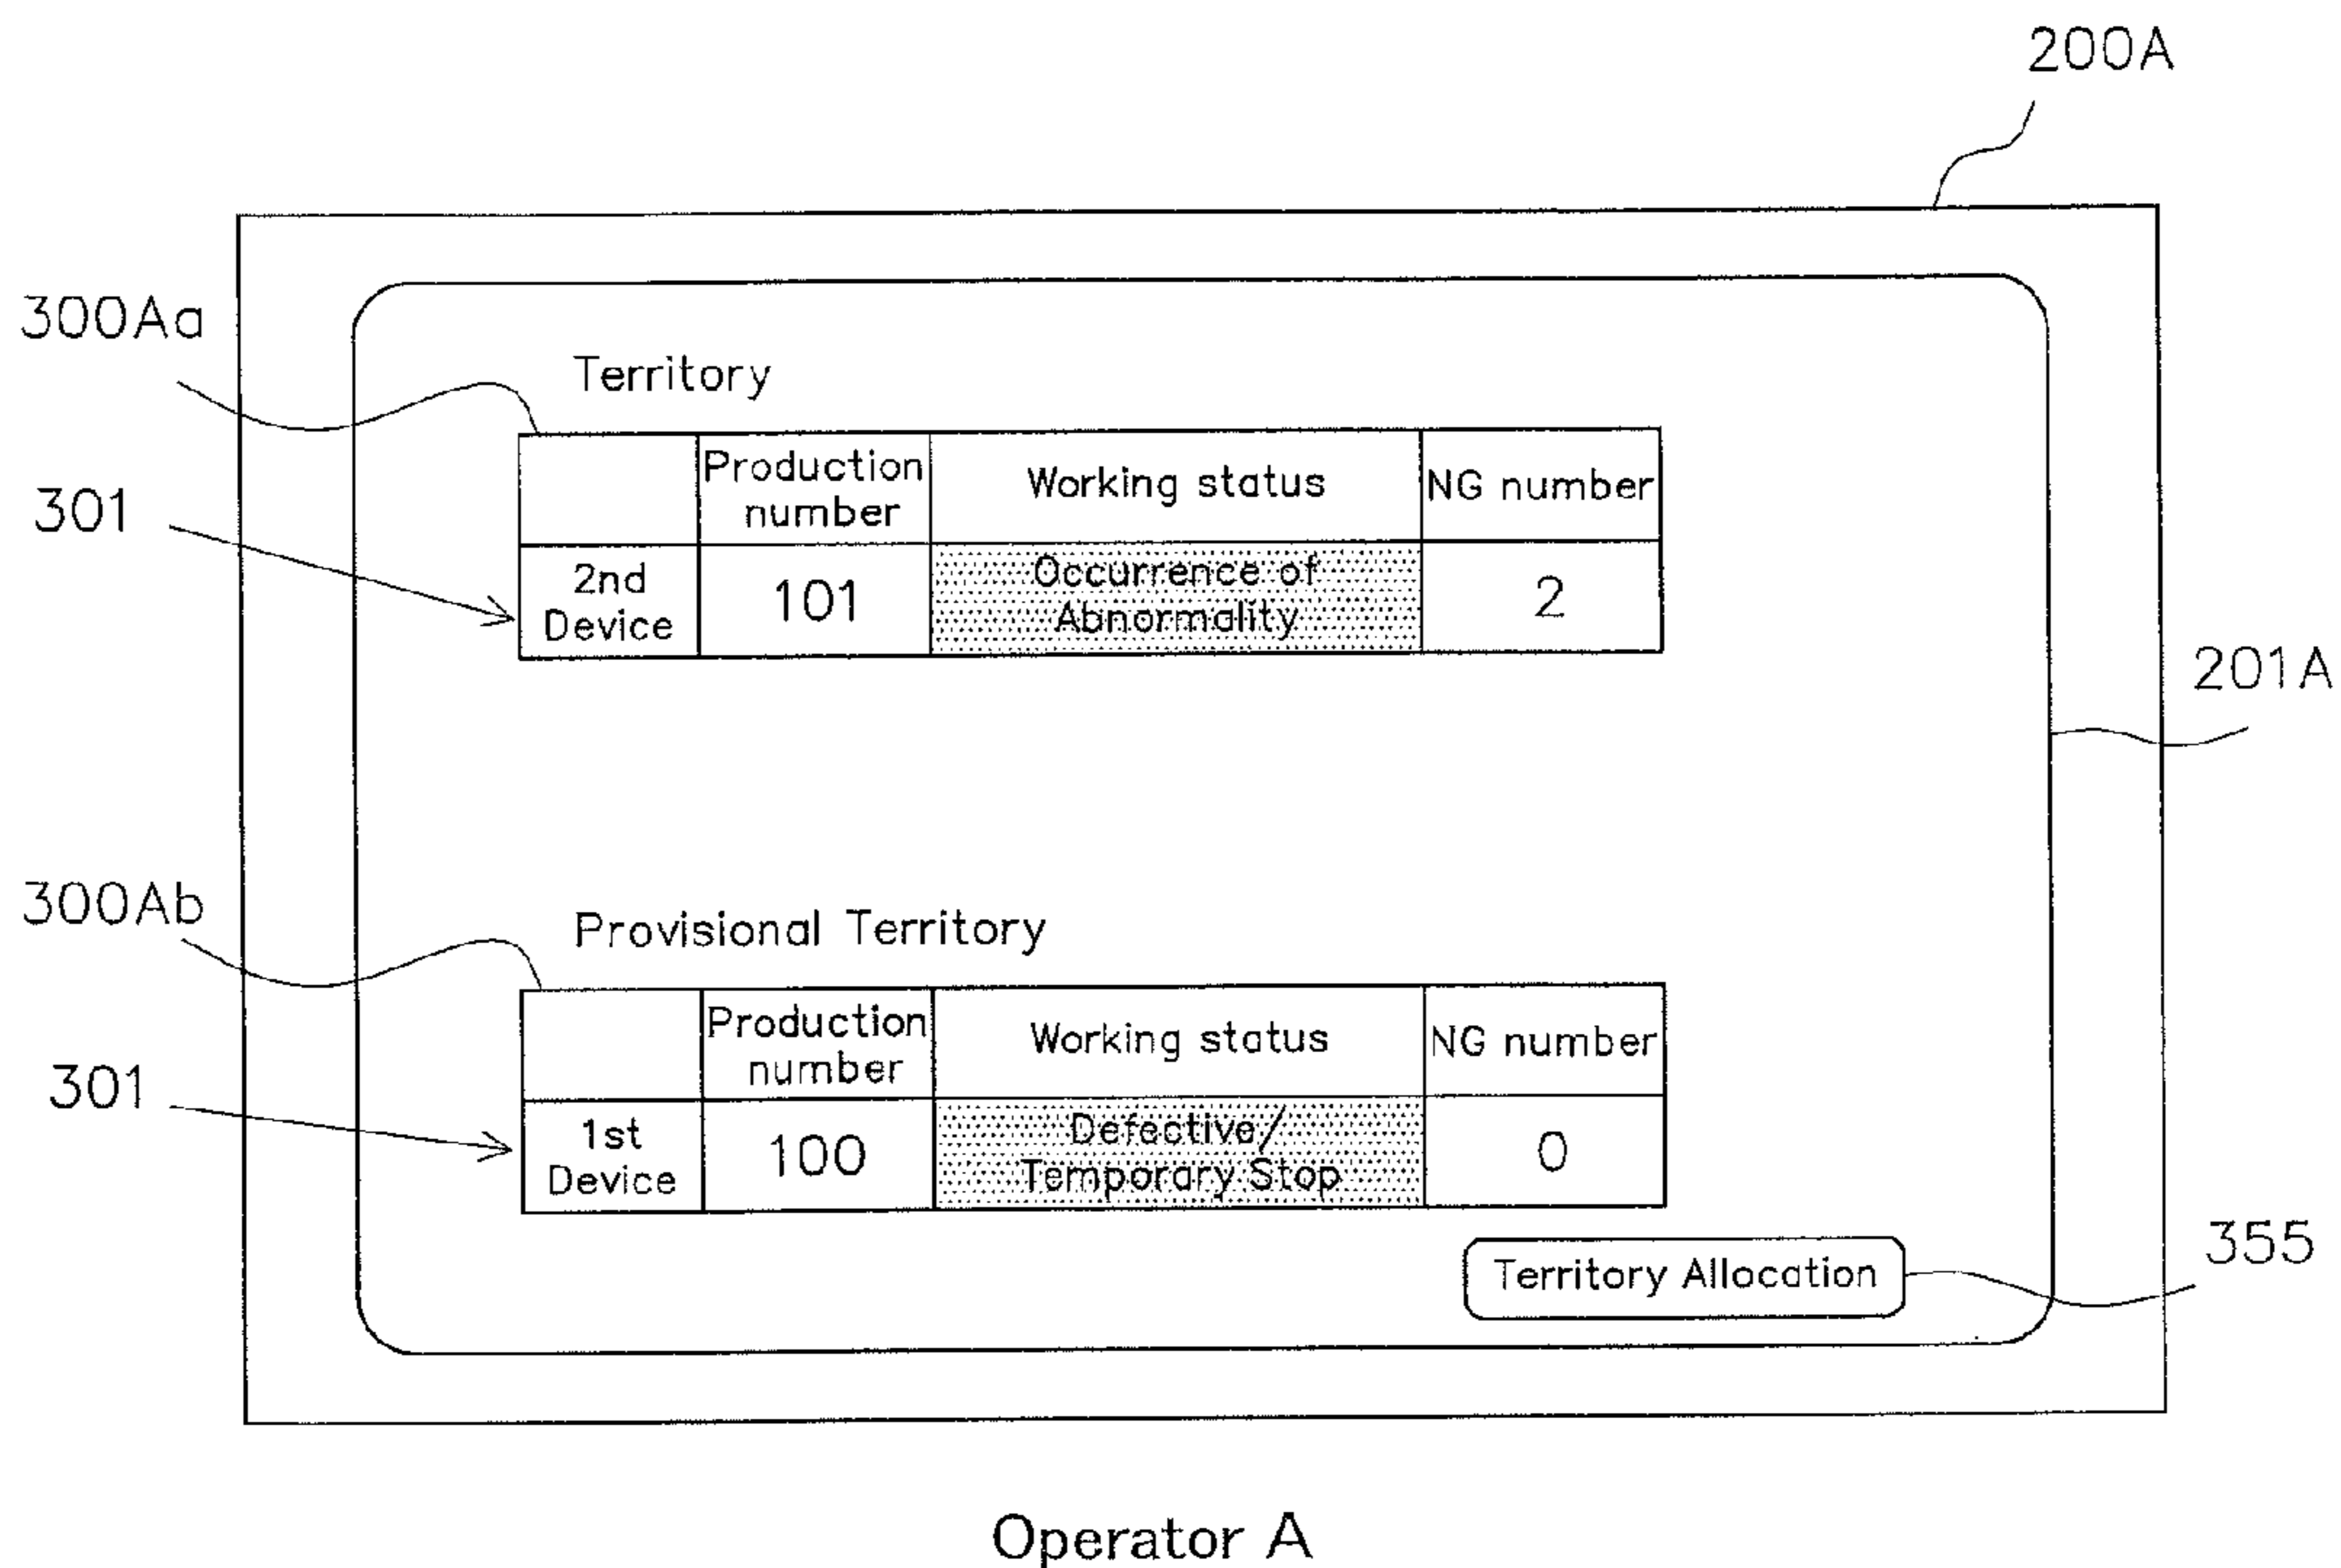 200A
300Aa
Territory
Production number
Working status
NG number
301
2nd Device
101
Occurrence of Abnormality
2
201A
300Ab
Provisional Territory
Production number
Working status
NG number
301
1st Device
100
Defective/ Temporary Stop
0
355
Territory Allocation
Operator A